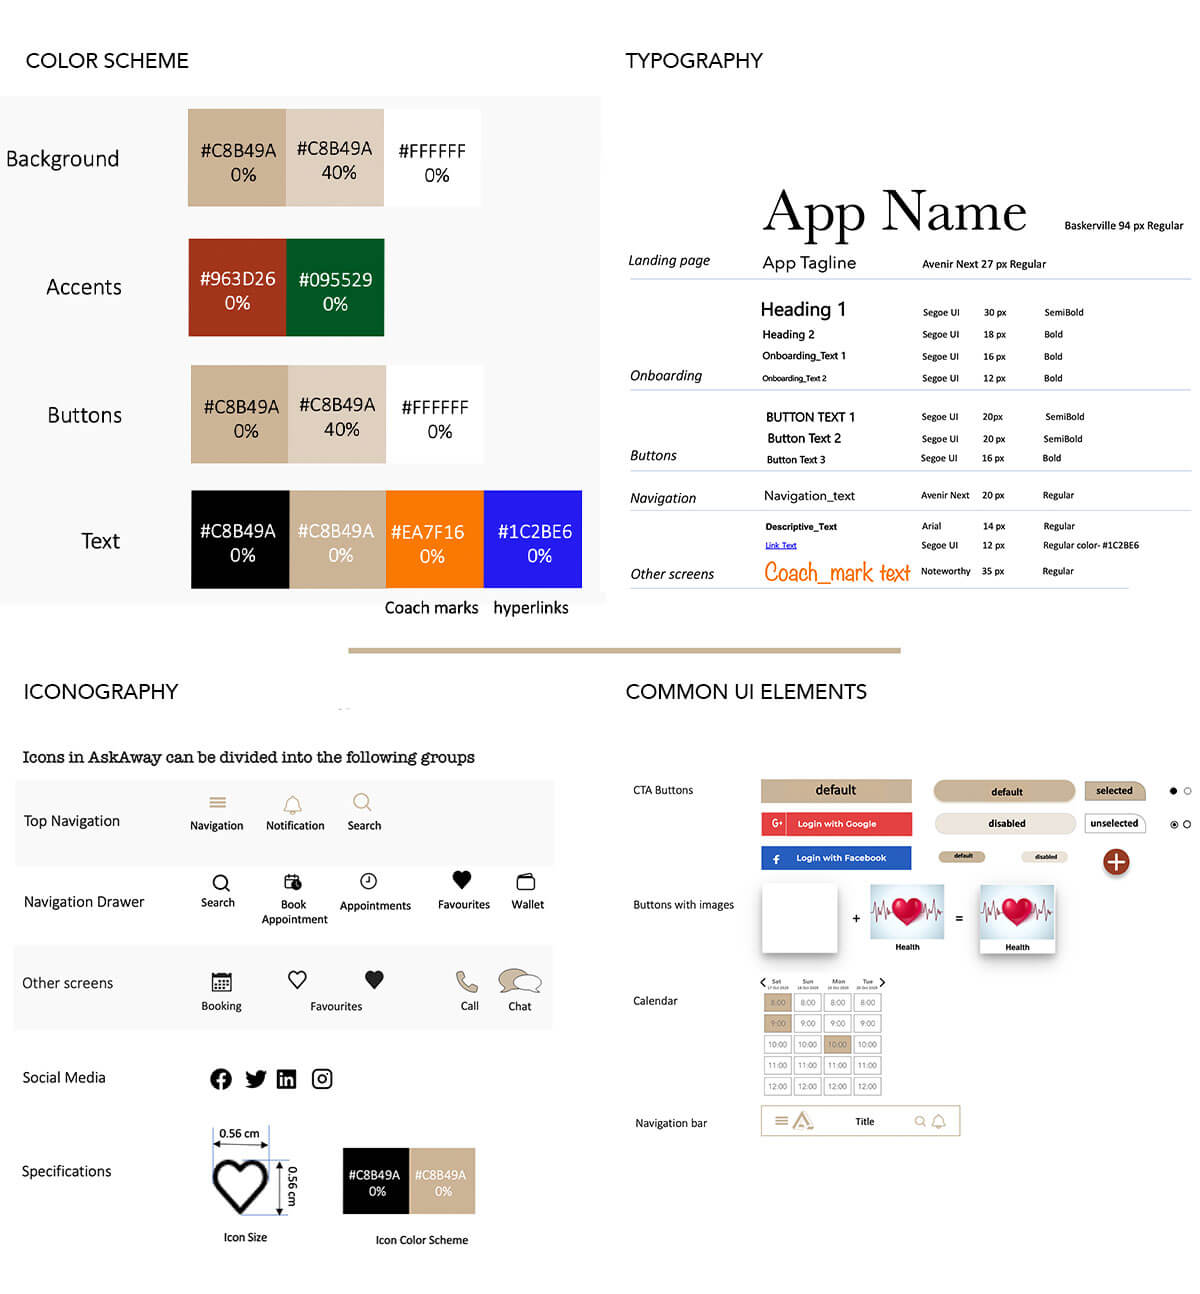 COLOR SCHEME
Background
#C8B49A
0%
#C8B49A
40%
#FFFFFF
0%
Accents
#963D26
0%
#095529
0%
Buttons
#C8B49A
0%
#C8B49A
40%
#FFFFFF
0%
Text
#C8B49A
0%
#C8B49A
0%
#EA7F16
0%
#1C2BE6
0%
Coach marks
hyperlinks
TYPOGRAPHY
App Name
Baskerville 94 px Regular
Landing page
App Tagline
Avenir Next 27 px Regular
Heading 1 Segoe UI 30 px SemiBold
Heading 2 Segoe UI 18 px Bold
Onboarding_Text 1 Segoe UI 16 px Bold
Onboarding
Onboarding_Text 2 Segoe UI 12 px Bold
BUTTON TEXT 1 Segoe UI 20px SemiBold
Button Text 2 Segoe UI 20 px SemiBold
Buttons
Button Text 3 Segoe UI 16 px Bold
Navigation
Navigation_text Avenir Next 20 px Regular
Descriptive_Text Arial 14 px Regular
Link Text Segoe UI 12 px Regular color- #1C2BE6
Other screens
Coach_mark text Noteworthy 35 px Regular
ICONOGRAPHY
Icons in AskAway can be divided into the following groups
Top Navigation
Navigation
Notification
Search
Navigation Drawer
Search
Book
Appointment
Appointments
Favourites
Wallet
Other screens
Booking
Favourites
Call
Chat
Social Media
Specifications
0.56 cm
0.56 cm
Icon Size
#C8B49A
0%
#C8B49A
0%
Icon Color Scheme
COMMON UI ELEMENTS
CTA Buttons
default
default
selected
G+ Login with Google
disabled
unselected
f Login with Facebook
default
disabled
Buttons with images
+
Health
=
Health
Calendar
Sat Sun Mon Tue
17 Oct 2020 18 Oct 2020 19 Oct 2020 20 Oct 2020
8:00 8:00 8:00 8:00
9:00 9:00 9:00 9:00
10:00 10:00 10:00 10:00
11:00 11:00 11:00 11:00
12:00 12:00 12:00 12:00
Navigation bar
Title